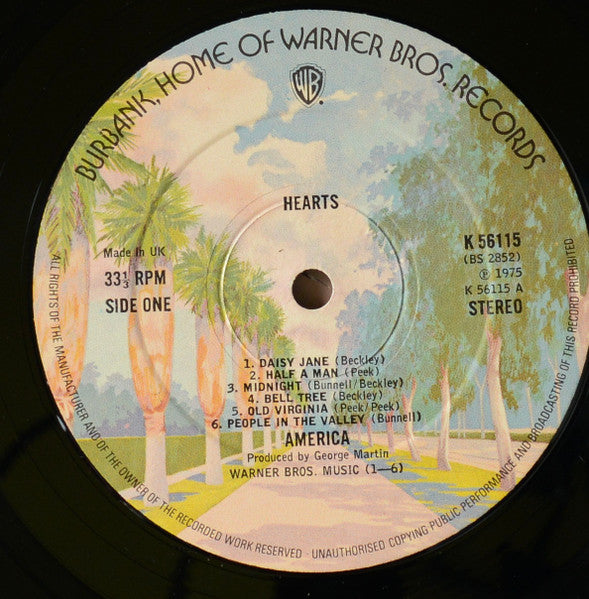 BURBANK, HOME OF WARNER BROS. RECORDS
WB
HEARTS
Made in UK
33⅓ RPM
SIDE ONE
K 56115
(BS 2852)
℗ 1975
K 56115 A
STEREO
1. DAISY JANE (Beckley)
2. HALF A MAN (Peek)
3. MIDNIGHT (Bunnell/Beckley)
4. BELL TREE (Beckley)
5. OLD VIRGINIA (Peek/Peek)
6. PEOPLE IN THE VALLEY (Bunnell)
AMERICA
Produced by George Martin
WARNER BROS. MUSIC (1—6)
ALL RIGHTS OF THE MANUFACTURER AND OF THE OWNER OF THE RECORDED WORK RESERVED - UNAUTHORISED COPYING PUBLIC PERFORMANCE AND BROADCASTING OF THIS RECORD PROHIBITED